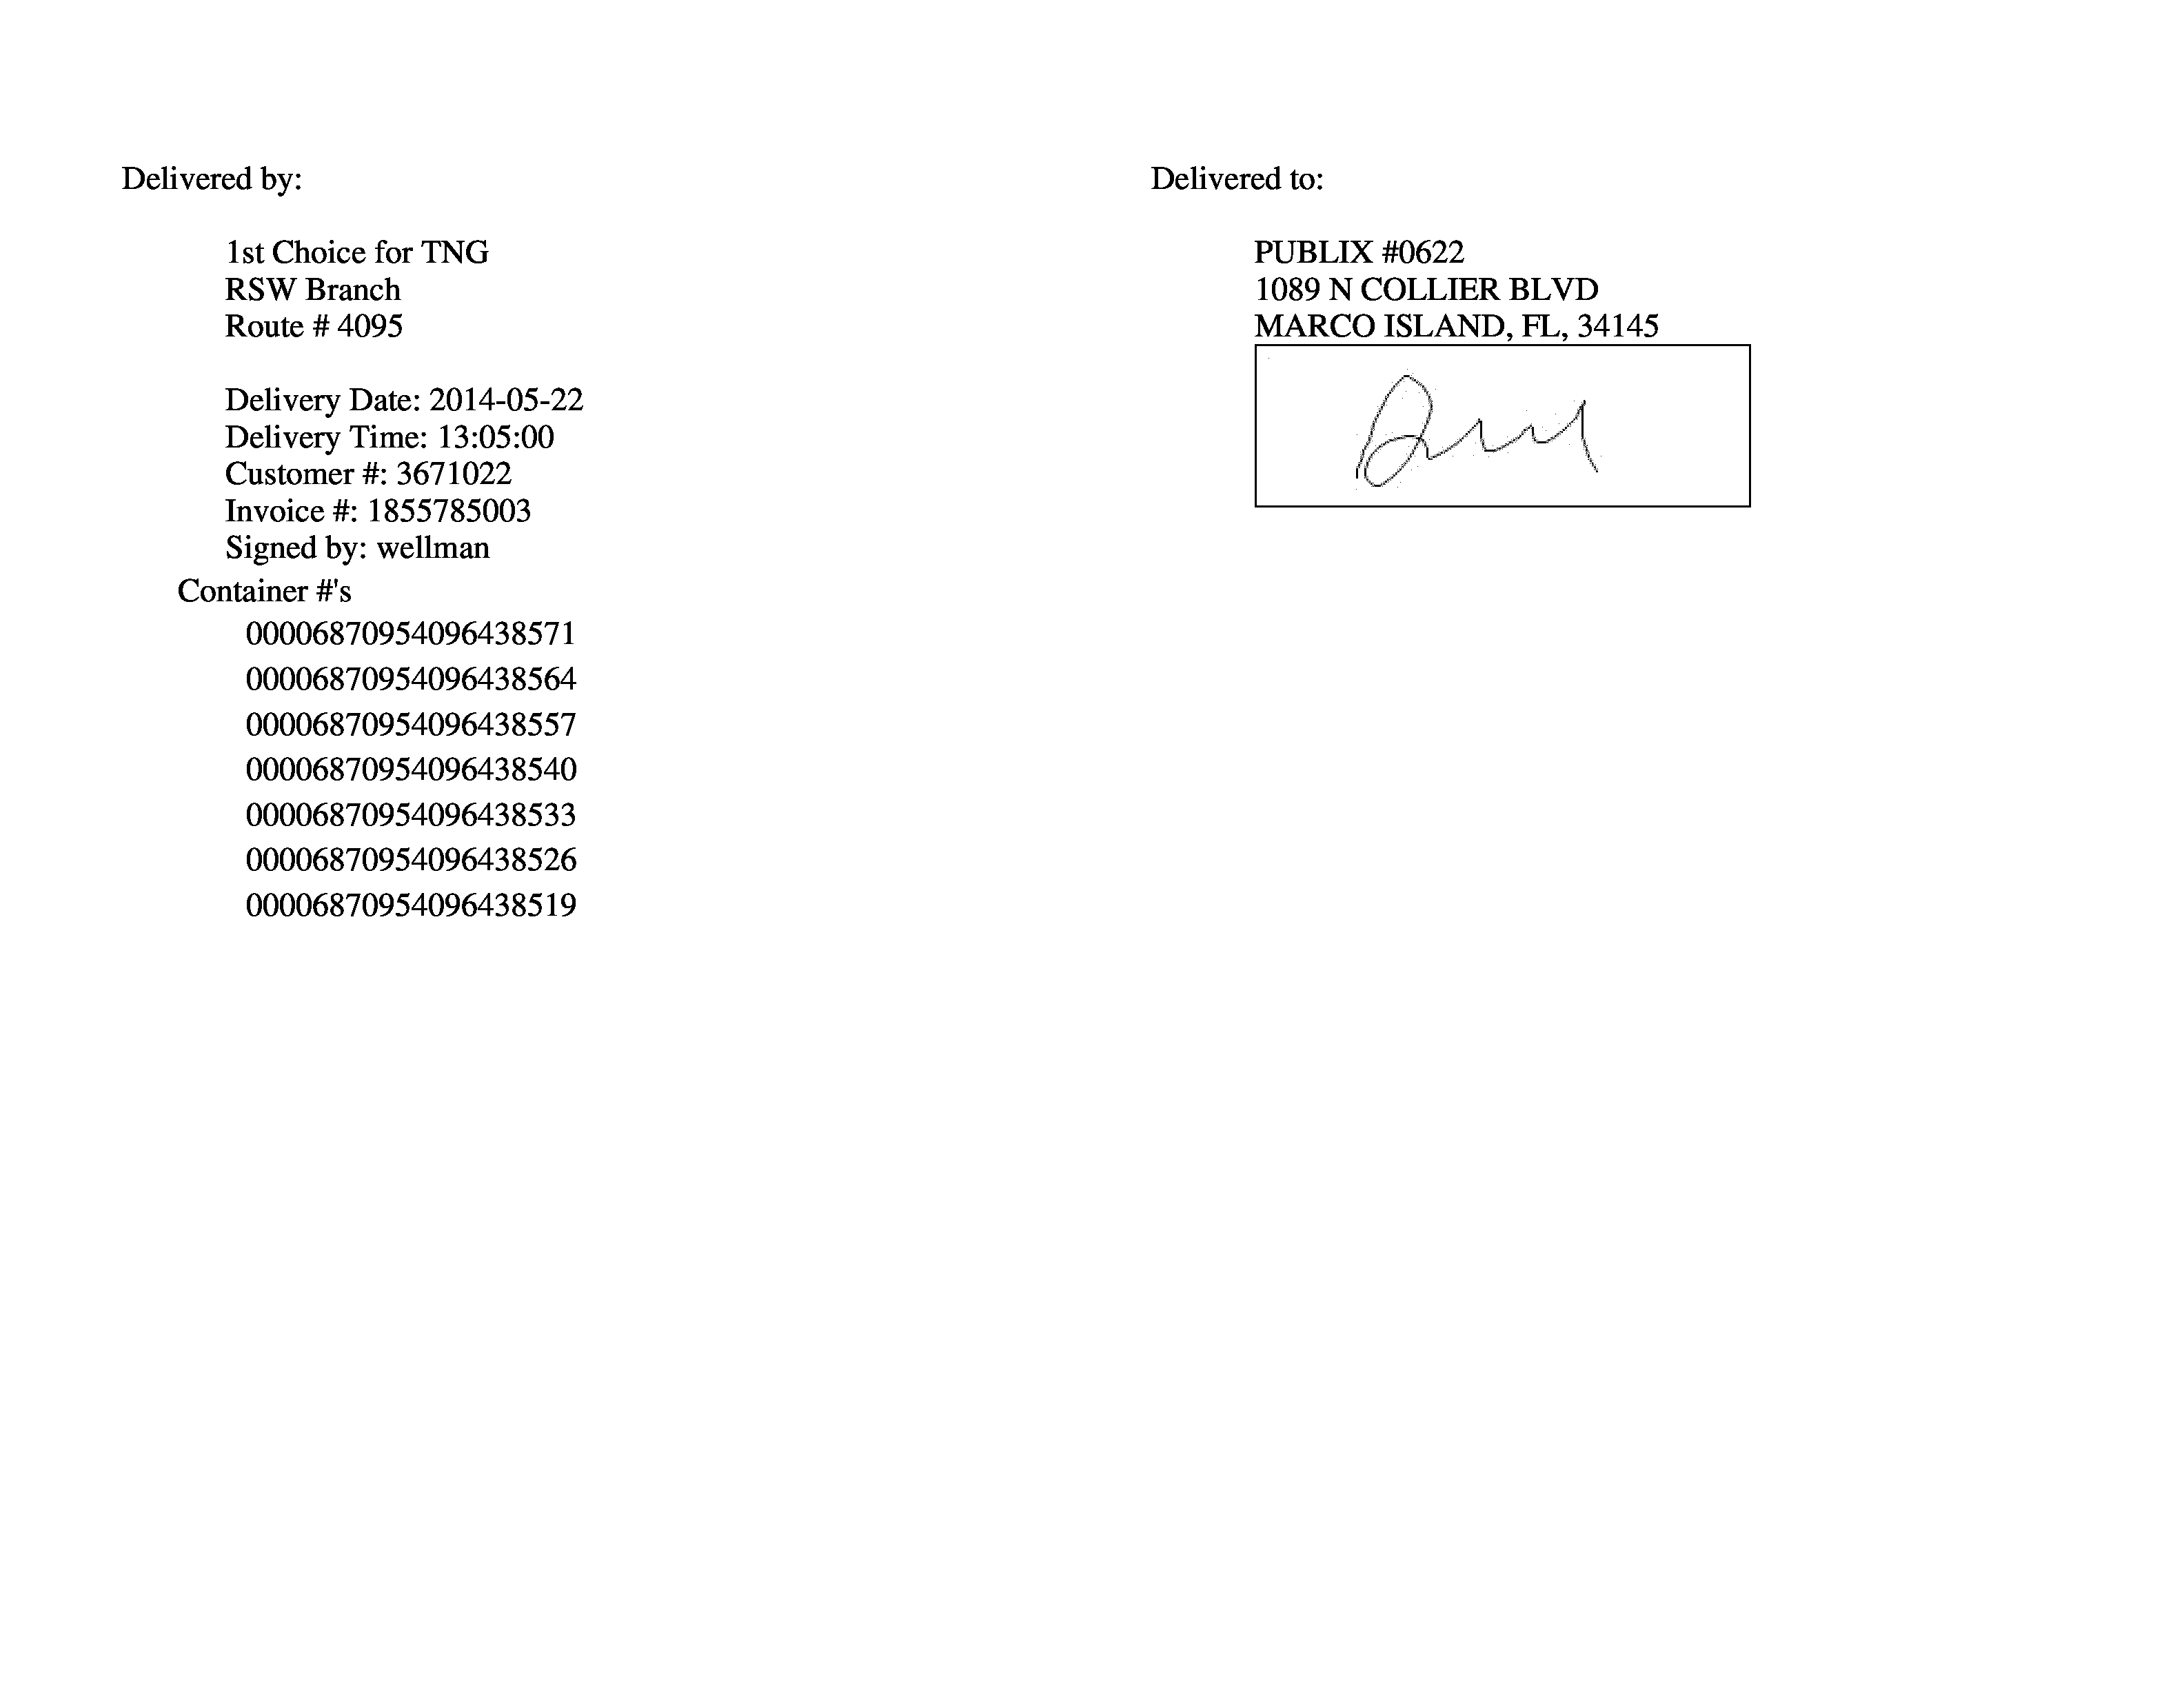 Delivered by:
1st Choice for TNG
RSW Branch
Route # 4095
Delivery Date: 2014-05-22
Delivery Time: 13:05:00
Customer #: 3671022
Invoice #: 1855785003
Signed by: wellman
Container #'s
00006870954096438571
00006870954096438564
00006870954096438557
00006870954096438540
00006870954096438533
00006870954096438526
00006870954096438519
Delivered to:
PUBLIX #0622
1089 N COLLIER BLVD
MARCO ISLAND, FL, 34145